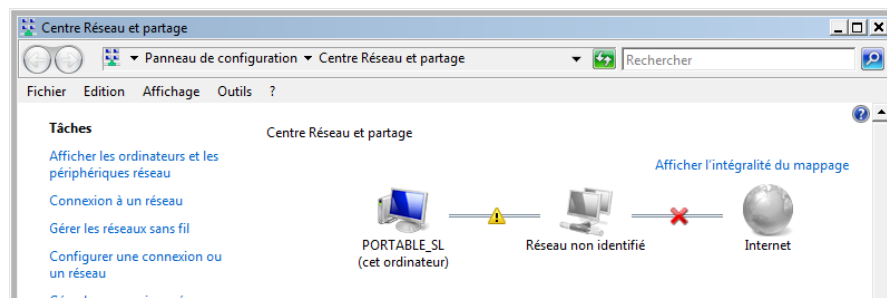 Centre Réseau et partage
Panneau de configuration
Centre Réseau et partage
Rechercher
Fichier Edition Affichage Outils ?
Tâches
Afficher les ordinateurs et les
périphériques réseau
Connexion à un réseau
Gérer les réseaux sans fil
Configurer une connexion ou
un réseau
Centre Réseau et partage
Afficher l'intégralité du mappage
PORTABLE_SL
(cet ordinateur)
Réseau non identifié
Internet